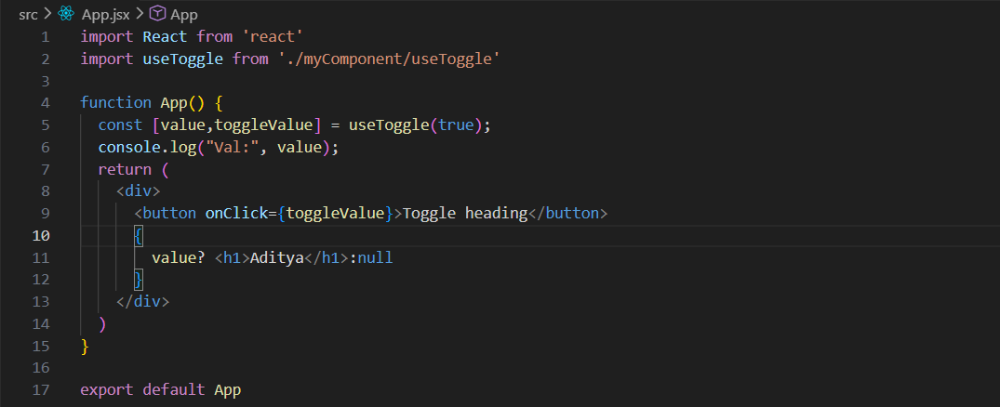 src > App.jsx > App
1 import React from 'react'
2 import useToggle from './myComponent/useToggle'
3
4 function App() {
5   const [value,toggleValue] = useToggle(true);
6   console.log("Val:", value);
7   return (
8     <div>
9       <button onClick={toggleValue}>Toggle heading</button>
10       {
11         value? <h1>Aditya</h1>:null
12       }
13     </div>
14   )
15 }
16
17 export default App